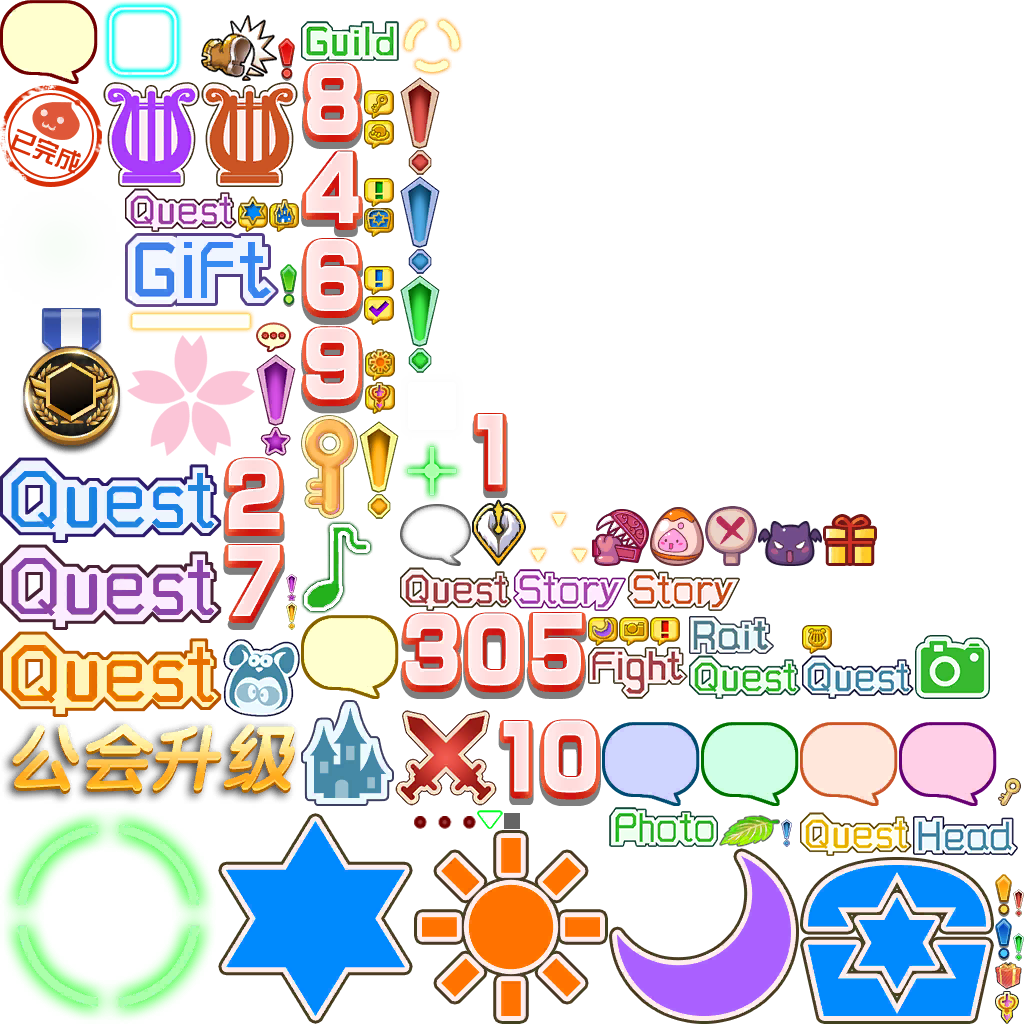 Guild
8
已完成
4
Quest
Gift
6
9
1
Quest
2
Quest
7
Quest Story Story
305
Rait
Fight
Quest
Quest
Quest
公会升级
10
Photo
Quest
Head